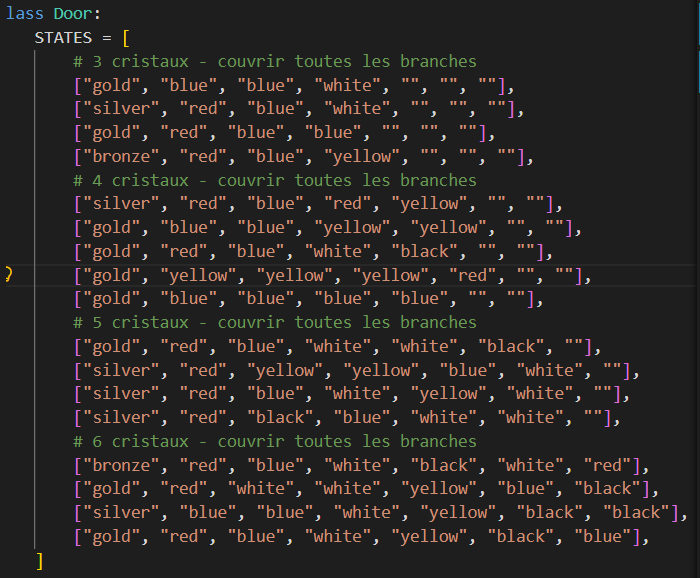 lass Door:
STATES = [
# 3 cristaux - couvrir toutes les branches
["gold", "blue", "blue", "white", "", "", ""],
["silver", "red", "blue", "white", "", "", ""],
["gold", "red", "blue", "blue", "", "", ""],
["bronze", "red", "blue", "yellow", "", "", ""],
# 4 cristaux - couvrir toutes les branches
["silver", "red", "blue", "red", "yellow", "", ""],
["gold", "blue", "blue", "yellow", "yellow", "", ""],
["gold", "red", "blue", "white", "black", "", ""],
["gold", "yellow", "yellow", "yellow", "red", "", ""],
["gold", "blue", "blue", "blue", "blue", "", ""],
# 5 cristaux - couvrir toutes les branches
["gold", "red", "blue", "white", "white", "black", ""],
["silver", "red", "yellow", "yellow", "blue", "white", ""],
["silver", "red", "blue", "white", "yellow", "white", ""],
["silver", "red", "black", "blue", "white", "white", ""],
# 6 cristaux - couvrir toutes les branches
["bronze", "red", "blue", "white", "black", "white", "red"],
["gold", "red", "white", "white", "yellow", "blue", "black"],
["silver", "blue", "blue", "white", "yellow", "black", "black"],
["gold", "red", "blue", "white", "yellow", "black", "blue"],
]